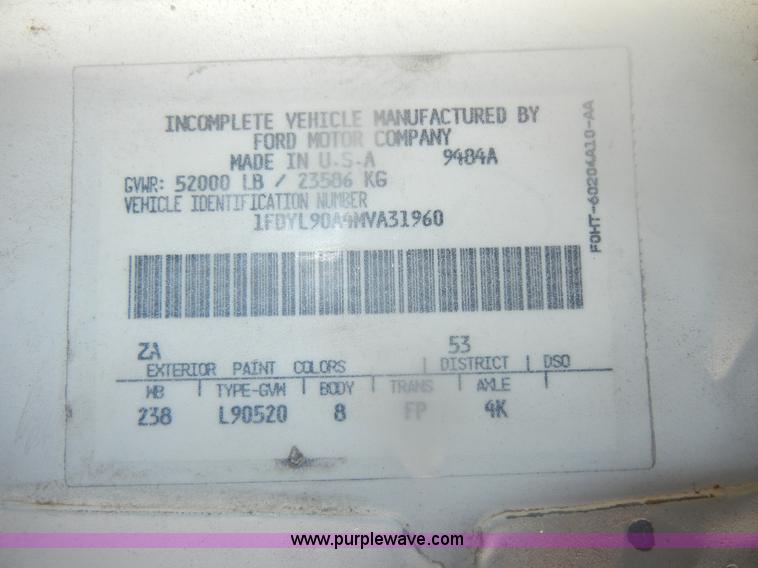 INCOMPLETE VEHICLE MANUFACTURED BY
FORD MOTOR COMPANY
MADE IN U·S·A 9484A
GVWR: 52000 LB / 23586 KG
VEHICLE IDENTIFICATION NUMBER
1FDYL90A4MVA31960
ZA 53
EXTERIOR PAINT COLORS | DISTRICT | DSO
WB | TYPE-GVW | BODY | TRANS | AXLE
238 L90520 8 FP 4K
F0HT-60204A10-AA
www.purplewave.com